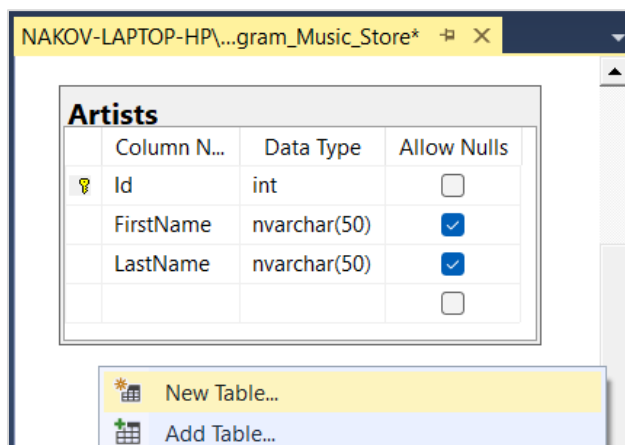 NAKOV-LAPTOP-HP\...gram_Music_Store*
Artists
Column N... Data Type Allow Nulls
Id int
FirstName nvarchar(50)
LastName nvarchar(50)
New Table...
Add Table...